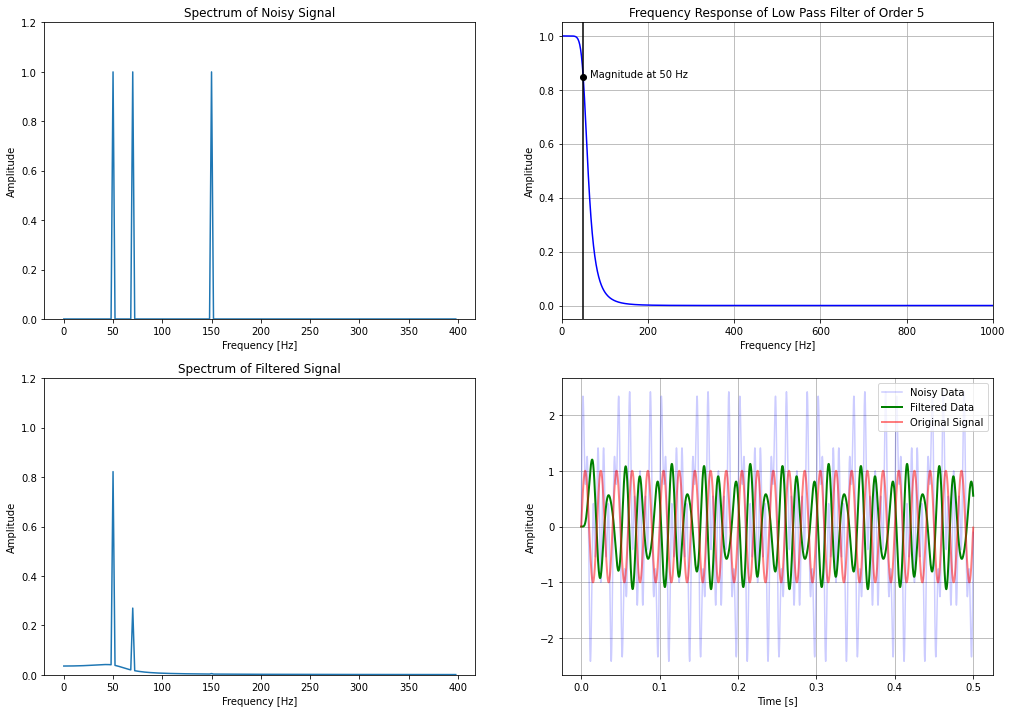 Spectrum of Noisy Signal
1.2
1.0
0.8
0.6
0.4
0.2
0.0
Amplitude
0 50 100 150 200 250 300 350 400
Frequency [Hz]
Frequency Response of Low Pass Filter of Order 5
1.0
0.8
0.6
0.4
0.2
0.0
Amplitude
Magnitude at 50 Hz
0 200 400 600 800 1000
Frequency [Hz]
Spectrum of Filtered Signal
1.2
1.0
0.8
0.6
0.4
0.2
0.0
Amplitude
0 50 100 150 200 250 300 350 400
Frequency [Hz]
2
1
0
−1
−2
Amplitude
Noisy Data
Filtered Data
Original Signal
0.0 0.1 0.2 0.3 0.4 0.5
Time [s]